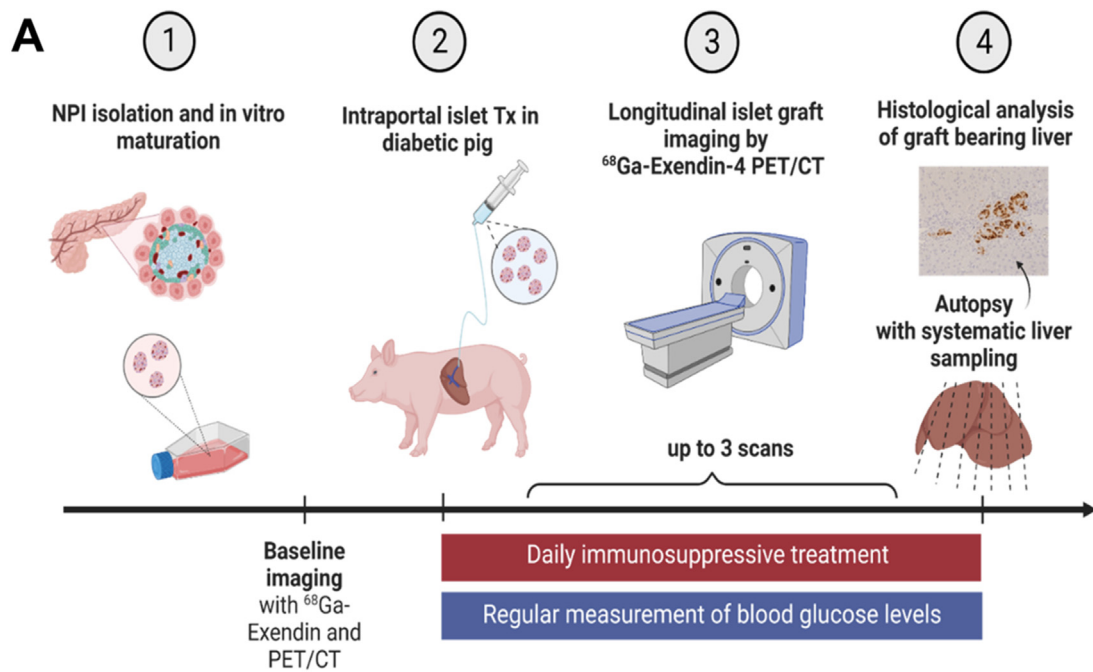 A
1
2
3
4
NPI isolation and in vitro
maturation
Intraportal islet Tx in
diabetic pig
Longitudinal islet graft
imaging by
⁶⁸Ga-Exendin-4 PET/CT
Histological analysis
of graft bearing liver
Autopsy
with systematic liver
sampling
up to 3 scans
Baseline
imaging
with ⁶⁸Ga-
Exendin and
PET/CT
Daily immunosuppressive treatment
Regular measurement of blood glucose levels